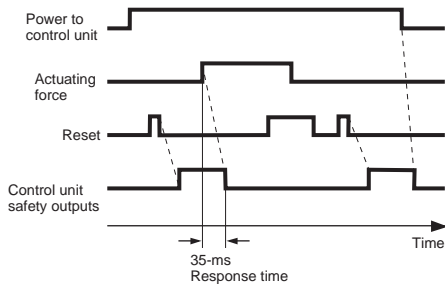 Power to
control unit
Actuating
force
Reset
Control unit
safety outputs
Time
35-ms
Response time